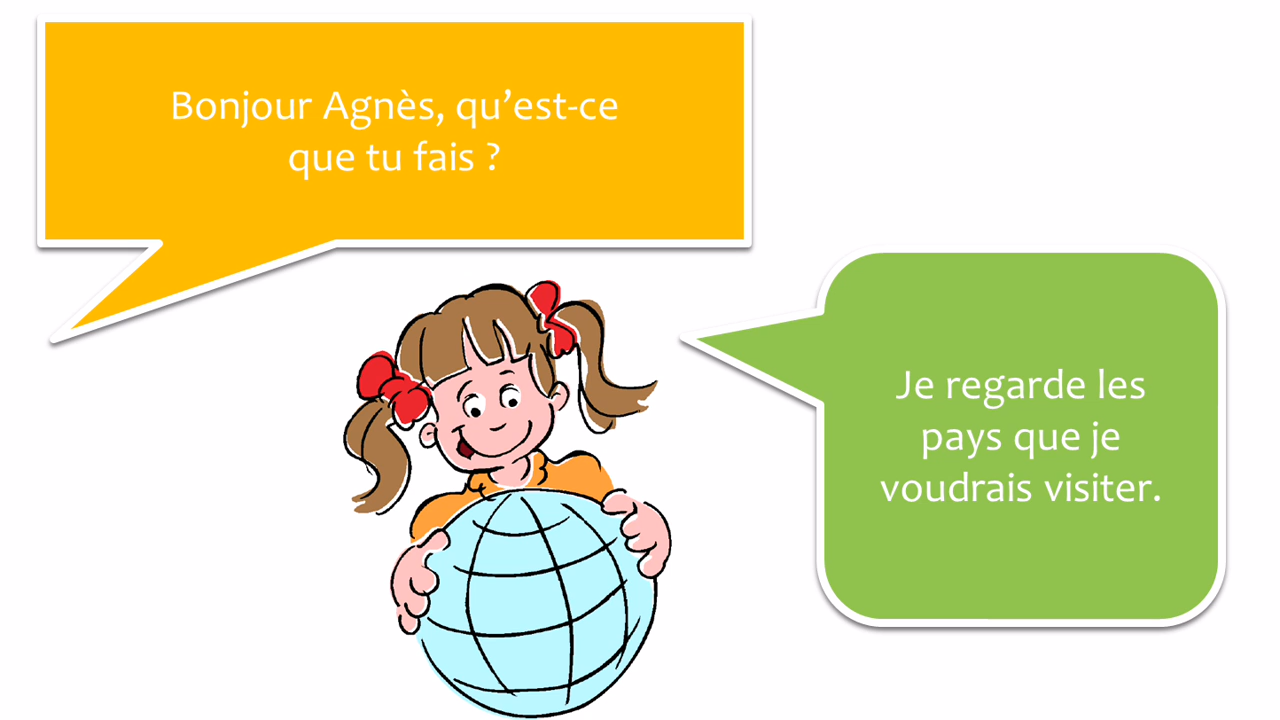 Bonjour Agnès, qu’est-ce
que tu fais ?
Je regarde les
pays que je
voudrais visiter.